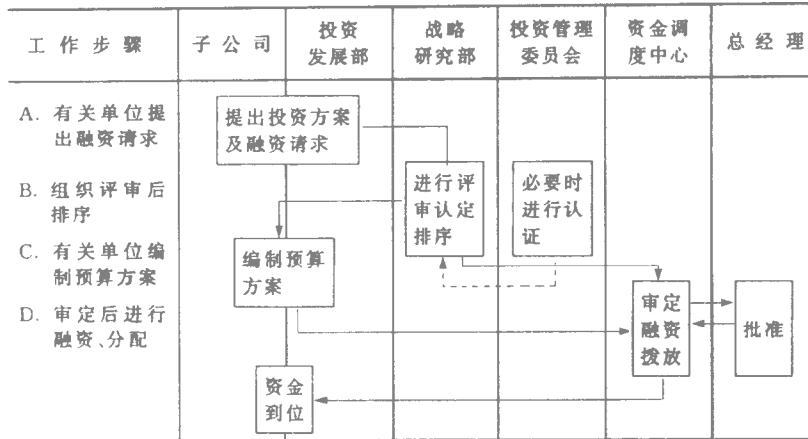 工作步骤
子公司
投资
发展部
战略
研究部
投资管理
委员会
资金调
度中心
总经理
A. 有关单位提
出融资请求
B. 组织评审后
排序
C. 有关单位编
制预算方案
D. 审定后进行
融资、分配
提出投资方案
及融资请求
进行评
审认定
排序
必要时
进行认
证
编制预算
方案
审定
融资
拨放
批准
资金
到位